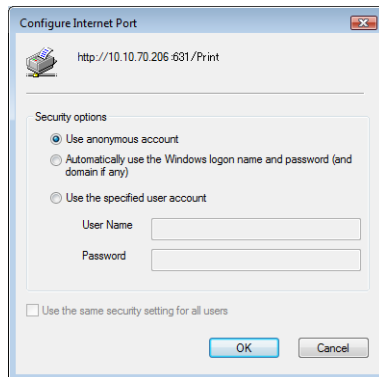 Configure Internet Port
http://10.10.70.206:631/Print
Security options
Use anonymous account
Automatically use the Windows logon name and password (and
domain if any)
Use the specified user account
User Name
Password
Use the same security setting for all users
OK Cancel